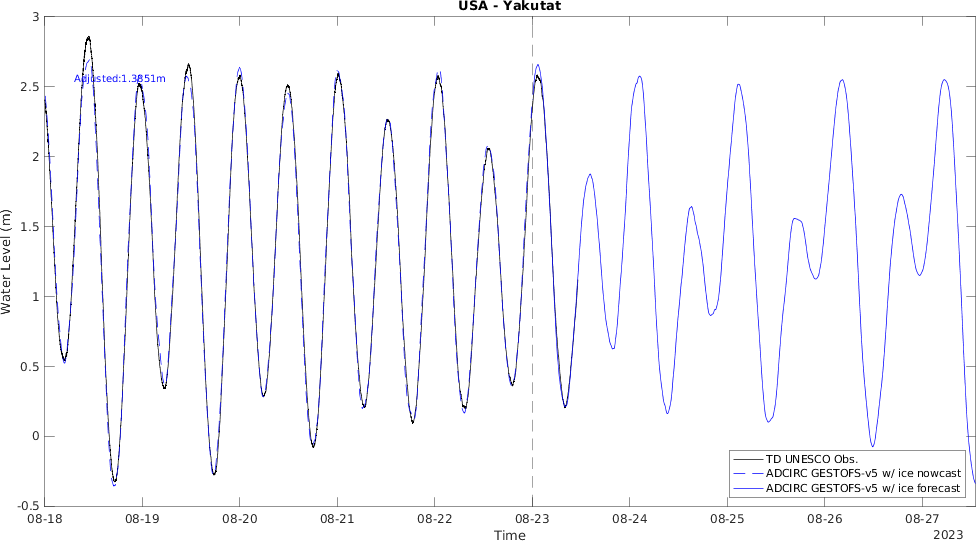 USA - Yakutat
3
2.5
2
1.5
1
0.5
0
-0.5
Water Level (m)
Adjusted:1.3851m
TD UNESCO Obs.
ADCIRC GESTOFS-v5 w/ ice nowcast
ADCIRC GESTOFS-v5 w/ ice forecast
08-18 08-19 08-20 08-21 08-22 08-23 08-24 08-25 08-26 08-27
Time
2023